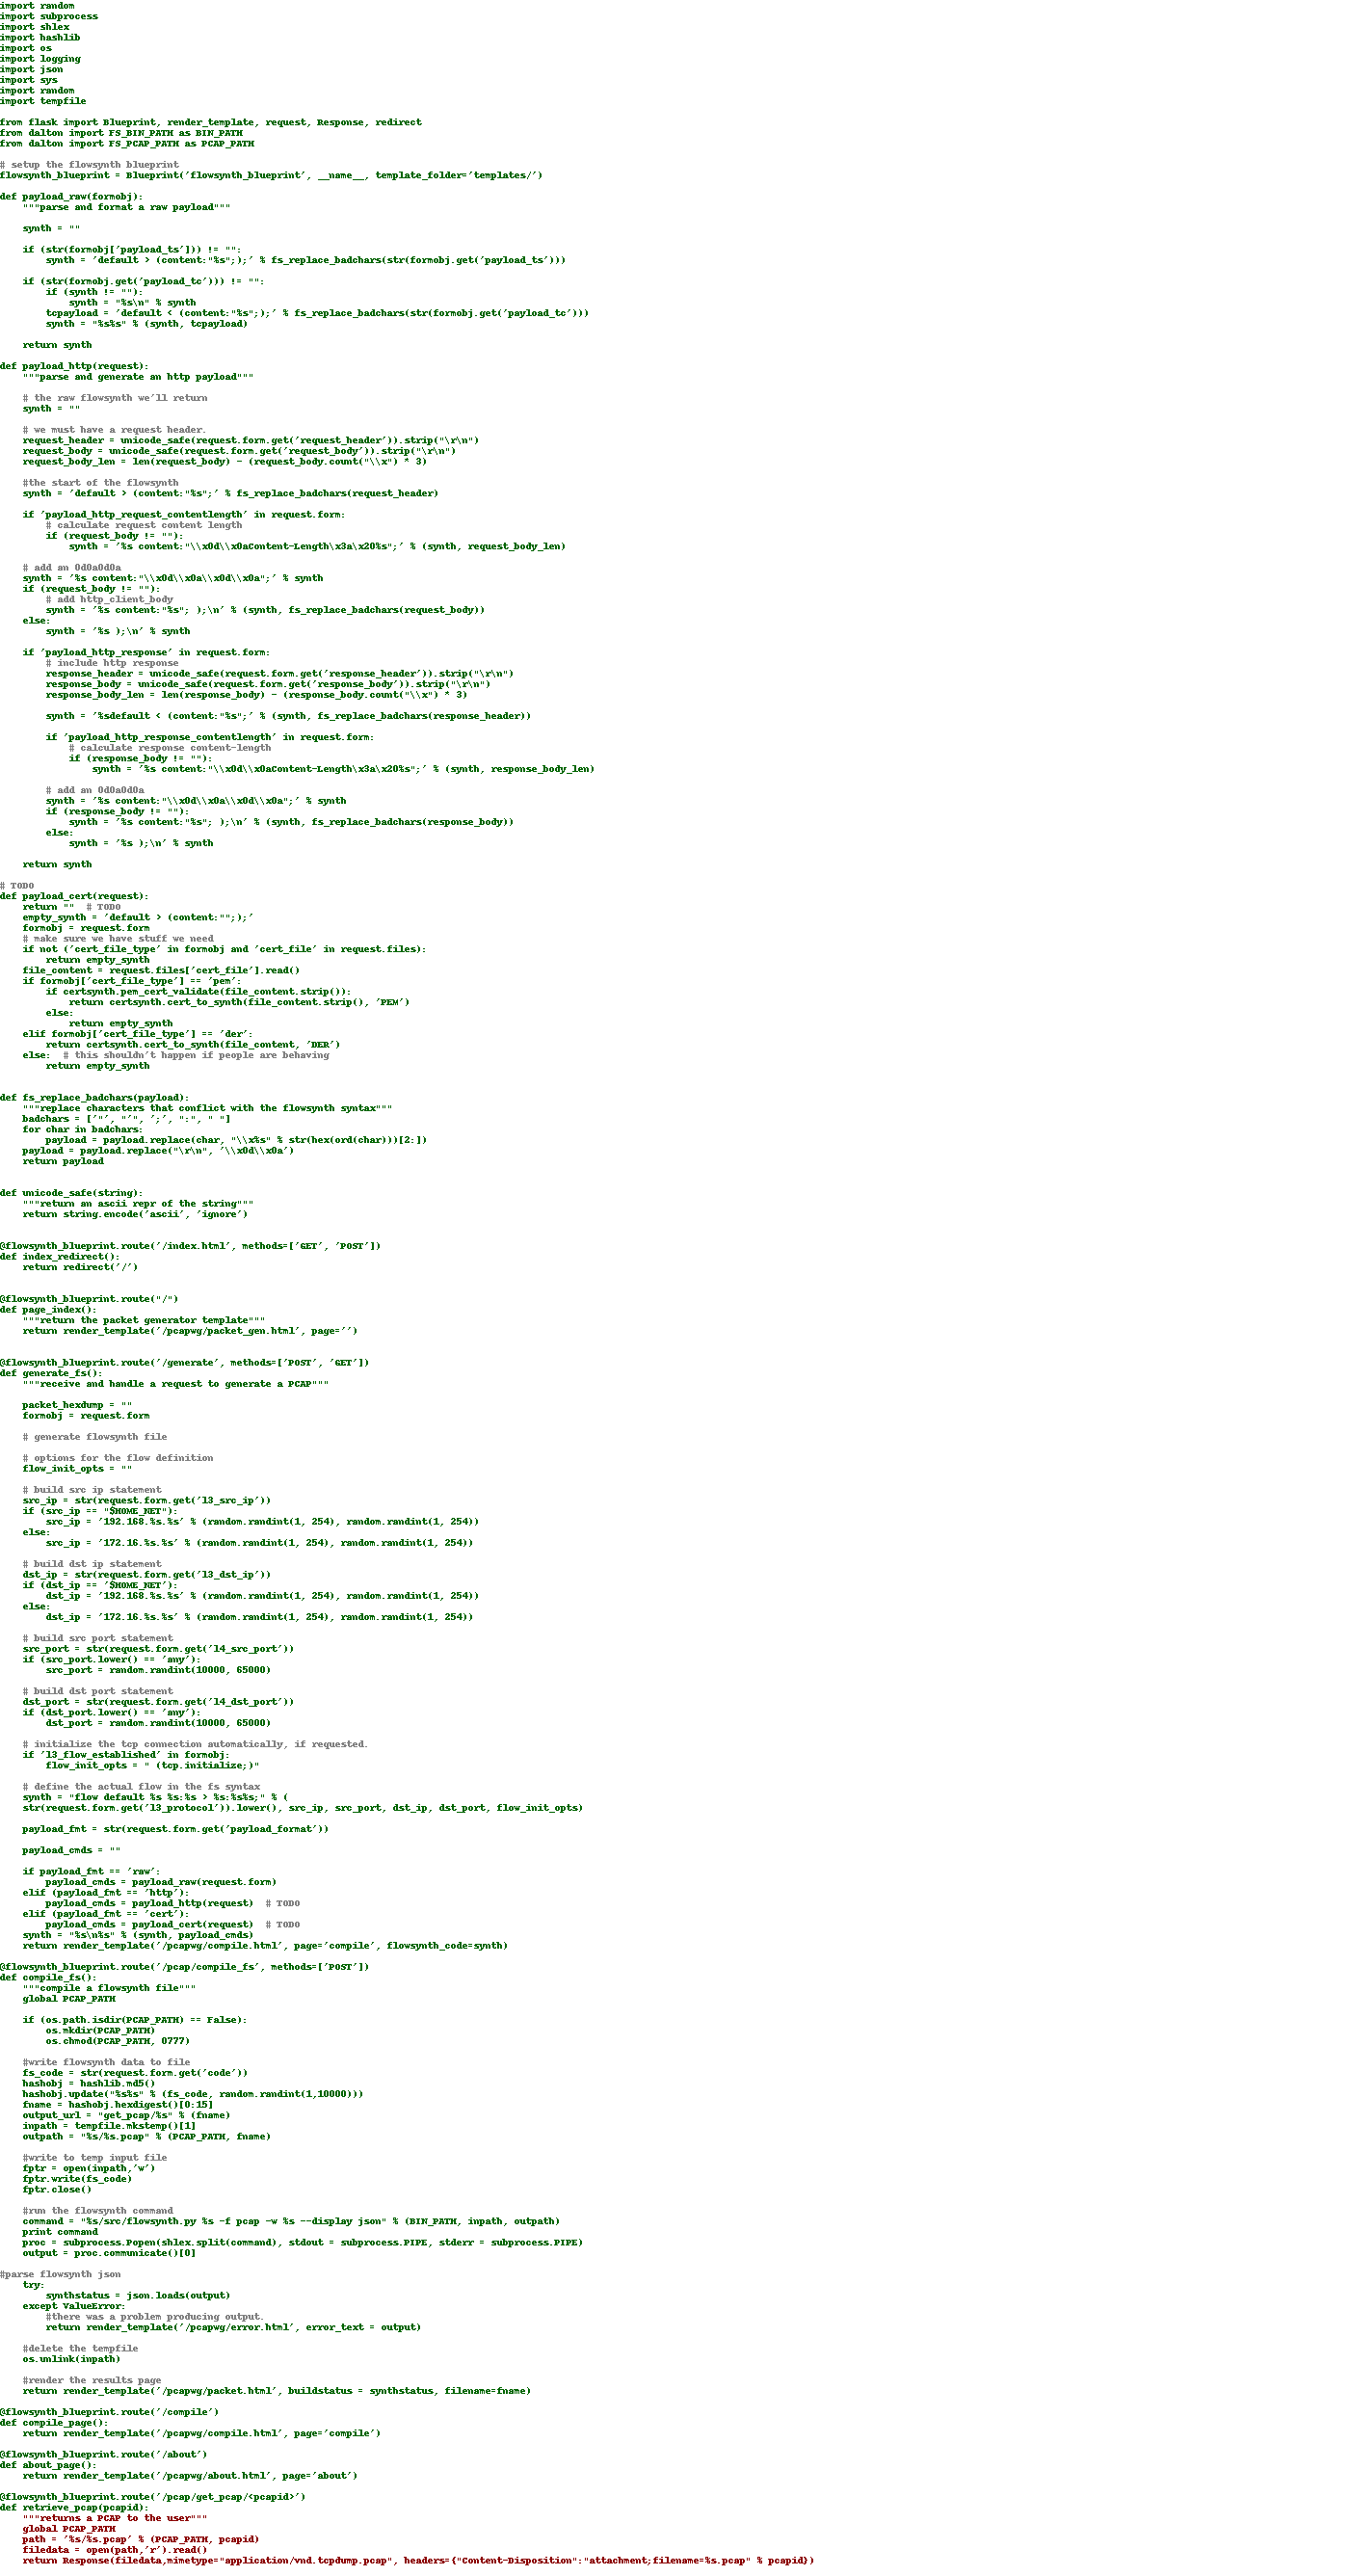 import random
import subprocess
import shlex
import hashlib
import os
import logging
import json
import sys
import random
import tempfile

from flask import Blueprint, render_template, request, Response, redirect
from dalton import FS_BIN_PATH as BIN_PATH
from dalton import FS_PCAP_PATH as PCAP_PATH

# setup the flowsynth blueprint
flowsynth_blueprint = Blueprint('flowsynth_blueprint', __name__, template_folder='templates/')

def payload_raw(formobj):
    """parse and format a raw payload"""

    synth = ""

    if (str(formobj['payload_ts'])) != "":
        synth = 'default > (content:"%s";);' % fs_replace_badchars(str(formobj.get('payload_ts')))

    if (str(formobj.get('payload_tc'))) != "":
        if (synth != ""):
            synth = "%s\n" % synth
        tcpayload = 'default < (content:"%s";);' % fs_replace_badchars(str(formobj.get('payload_tc')))
        synth = "%s%s" % (synth, tcpayload)

    return synth

def payload_http(request):
    """parse and generate an http payload"""

    # the raw flowsynth we'll return
    synth = ""

    # we must have a request header.
    request_header = unicode_safe(request.form.get('request_header')).strip("\r\n")
    request_body = unicode_safe(request.form.get('request_body')).strip("\r\n")
    request_body_len = len(request_body) - (request_body.count("\\x") * 3)

    #the start of the flowsynth
    synth = 'default > (content:"%s";' % fs_replace_badchars(request_header)

    if 'payload_http_request_contentlength' in request.form:
        # calculate request content length
        if (request_body != ""):
            synth = '%s content:"\\x0d\\x0aContent-Length\x3a\x20%s";' % (synth, request_body_len)

    # add an 0d0a0d0a
    synth = '%s content:"\\x0d\\x0a\\x0d\\x0a";' % synth
    if (request_body != ""):
        # add http_client_body
        synth = '%s content:"%s"; );\n' % (synth, fs_replace_badchars(request_body))
    else:
        synth = '%s );\n' % synth

    if 'payload_http_response' in request.form:
        # include http response
        response_header = unicode_safe(request.form.get('response_header')).strip("\r\n")
        response_body = unicode_safe(request.form.get('response_body')).strip("\r\n")
        response_body_len = len(response_body) - (response_body.count("\\x") * 3)

        synth = '%sdefault < (content:"%s";' % (synth, fs_replace_badchars(response_header))

        if 'payload_http_response_contentlength' in request.form:
            # calculate response content-length
            if (response_body != ""):
                synth = '%s content:"\\x0d\\x0aContent-Length\x3a\x20%s";' % (synth, response_body_len)

        # add an 0d0a0d0a
        synth = '%s content:"\\x0d\\x0a\\x0d\\x0a";' % synth
        if (response_body != ""):
            synth = '%s content:"%s"; );\n' % (synth, fs_replace_badchars(response_body))
        else:
            synth = '%s );\n' % synth

    return synth

# TODO
def payload_cert(request):
    return ""  # TODO
    empty_synth = 'default > (content:"";);'
    formobj = request.form
    # make sure we have stuff we need
    if not ('cert_file_type' in formobj and 'cert_file' in request.files):
        return empty_synth
    file_content = request.files['cert_file'].read()
    if formobj['cert_file_type'] == 'pem':
        if certsynth.pem_cert_validate(file_content.strip()):
            return certsynth.cert_to_synth(file_content.strip(), 'PEM')
        else:
            return empty_synth
    elif formobj['cert_file_type'] == 'der':
        return certsynth.cert_to_synth(file_content, 'DER')
    else:  # this shouldn't happen if people are behaving
        return empty_synth


def fs_replace_badchars(payload):
    """replace characters that conflict with the flowsynth syntax"""
    badchars = ['"', "'", ';', ":", " "]
    for char in badchars:
        payload = payload.replace(char, "\\x%s" % str(hex(ord(char)))[2:])
    payload = payload.replace("\r\n", '\\x0d\\x0a')
    return payload


def unicode_safe(string):
    """return an ascii repr of the string"""
    return string.encode('ascii', 'ignore')


@flowsynth_blueprint.route('/index.html', methods=['GET', 'POST'])
def index_redirect():
    return redirect('/')


@flowsynth_blueprint.route("/")
def page_index():
    """return the packet generator template"""
    return render_template('/pcapwg/packet_gen.html', page='')


@flowsynth_blueprint.route('/generate', methods=['POST', 'GET'])
def generate_fs():
    """receive and handle a request to generate a PCAP"""

    packet_hexdump = ""
    formobj = request.form

    # generate flowsynth file

    # options for the flow definition
    flow_init_opts = ""

    # build src ip statement
    src_ip = str(request.form.get('l3_src_ip'))
    if (src_ip == "$HOME_NET"):
        src_ip = '192.168.%s.%s' % (random.randint(1, 254), random.randint(1, 254))
    else:
        src_ip = '172.16.%s.%s' % (random.randint(1, 254), random.randint(1, 254))

    # build dst ip statement
    dst_ip = str(request.form.get('l3_dst_ip'))
    if (dst_ip == '$HOME_NET'):
        dst_ip = '192.168.%s.%s' % (random.randint(1, 254), random.randint(1, 254))
    else:
        dst_ip = '172.16.%s.%s' % (random.randint(1, 254), random.randint(1, 254))

    # build src port statement
    src_port = str(request.form.get('l4_src_port'))
    if (src_port.lower() == 'any'):
        src_port = random.randint(10000, 65000)

    # build dst port statement
    dst_port = str(request.form.get('l4_dst_port'))
    if (dst_port.lower() == 'any'):
        dst_port = random.randint(10000, 65000)

    # initialize the tcp connection automatically, if requested.
    if 'l3_flow_established' in formobj:
        flow_init_opts = " (tcp.initialize;)"

    # define the actual flow in the fs syntax
    synth = "flow default %s %s:%s > %s:%s%s;" % (
    str(request.form.get('l3_protocol')).lower(), src_ip, src_port, dst_ip, dst_port, flow_init_opts)

    payload_fmt = str(request.form.get('payload_format'))

    payload_cmds = ""

    if payload_fmt == 'raw':
        payload_cmds = payload_raw(request.form)
    elif (payload_fmt == 'http'):
        payload_cmds = payload_http(request)  # TODO
    elif (payload_fmt == 'cert'):
        payload_cmds = payload_cert(request)  # TODO
    synth = "%s\n%s" % (synth, payload_cmds)
    return render_template('/pcapwg/compile.html', page='compile', flowsynth_code=synth)

@flowsynth_blueprint.route('/pcap/compile_fs', methods=['POST'])
def compile_fs():
    """compile a flowsynth file"""
    global PCAP_PATH

    if (os.path.isdir(PCAP_PATH) == False):
        os.mkdir(PCAP_PATH)
        os.chmod(PCAP_PATH, 0777)

    #write flowsynth data to file
    fs_code = str(request.form.get('code'))
    hashobj = hashlib.md5()
    hashobj.update("%s%s" % (fs_code, random.randint(1,10000)))
    fname = hashobj.hexdigest()[0:15]
    output_url = "get_pcap/%s" % (fname)
    inpath = tempfile.mkstemp()[1]
    outpath = "%s/%s.pcap" % (PCAP_PATH, fname)

    #write to temp input file
    fptr = open(inpath,'w')
    fptr.write(fs_code)
    fptr.close()

    #run the flowsynth command
    command = "%s/src/flowsynth.py %s -f pcap -w %s --display json" % (BIN_PATH, inpath, outpath)
    print command
    proc = subprocess.Popen(shlex.split(command), stdout = subprocess.PIPE, stderr = subprocess.PIPE)
    output = proc.communicate()[0]

#parse flowsynth json
    try:
        synthstatus = json.loads(output)
    except ValueError:
        #there was a problem producing output.
        return render_template('/pcapwg/error.html', error_text = output)

    #delete the tempfile
    os.unlink(inpath)

    #render the results page
    return render_template('/pcapwg/packet.html', buildstatus = synthstatus, filename=fname)

@flowsynth_blueprint.route('/compile')
def compile_page():
    return render_template('/pcapwg/compile.html', page='compile')

@flowsynth_blueprint.route('/about')
def about_page():
    return render_template('/pcapwg/about.html', page='about')

@flowsynth_blueprint.route('/pcap/get_pcap/<pcapid>')
def retrieve_pcap(pcapid):
    """returns a PCAP to the user"""
    global PCAP_PATH
    path = '%s/%s.pcap' % (PCAP_PATH, pcapid)
    filedata = open(path,'r').read()
    return Response(filedata,mimetype="application/vnd.tcpdump.pcap", headers={"Content-Disposition":"attachment;filename=%s.pcap" % pcapid})